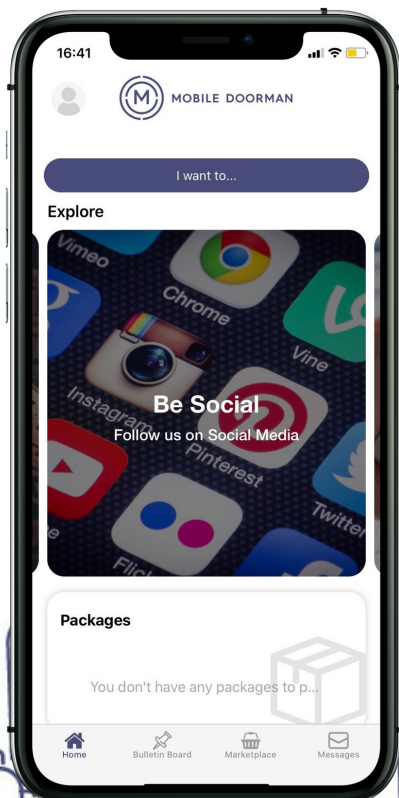 16:41
M MOBILE DOORMAN
I want to...
Explore
Vimeo
Chrome
Vine
Instagram
Be Social
Follow us on Social Media
Pinterest
Twitter
Packages
You don't have any packages to p...
Home
Bulletin Board
Marketplace
Messages